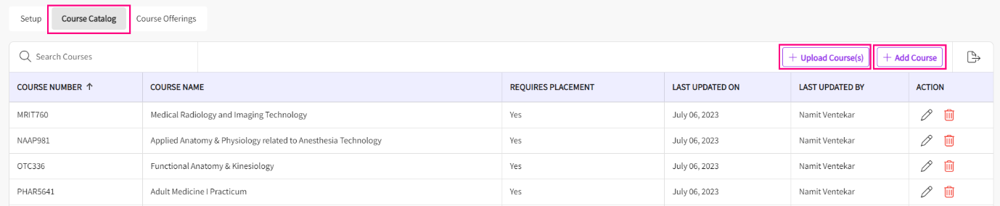 Setup Course Catalog Course Offerings
Search Courses + Upload Course(s) + Add Course
COURSE NUMBER ↑ COURSE NAME REQUIRES PLACEMENT LAST UPDATED ON LAST UPDATED BY ACTION
MRIT760 Medical Radiology and Imaging Technology Yes July 06, 2023 Namit Ventekar
NAAP981 Applied Anatomy & Physiology related to Anesthesia Technology Yes July 06, 2023 Namit Ventekar
OTC336 Functional Anatomy & Kinesiology Yes July 06, 2023 Namit Ventekar
PHAR5641 Adult Medicine I Practicum Yes July 06, 2023 Namit Ventekar